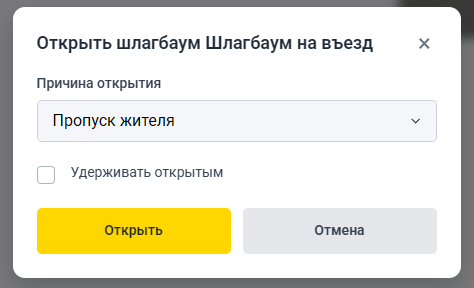 Открыть шлагбаум Шлагбаум на въезд
Причина открытия
Пропуск жителя
Удерживать открытым
Открыть
Отмена